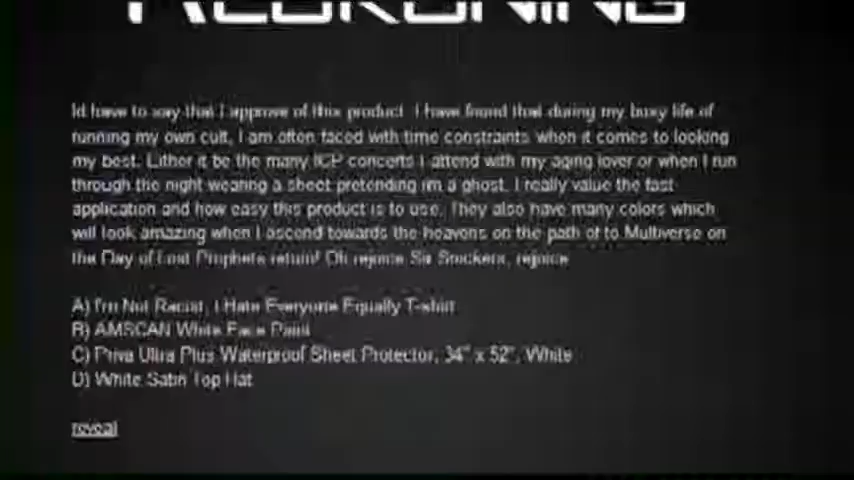 RECKONING
Id have to say that I approve of this product. I have found that during my busy life of
running my own cult, I am often faced with time constraints when it comes to looking
my best. Either it be the many ICP concerts I attend with my aging lover or when I run
through the night wearing a sheet pretending im a ghost. I really value the fast
application and how easy this product is to use. They also have many colors which
will look amazing when I ascend towards the heavens on the path of to Multiverse on
the Day of Lost Prophets return! Oh rejoice Sir Snickers, rejoice
A) I'm Not Racist, I Hate Everyone Equally T-shirt
B) AMSCAN White Face Paint
C) Priva Ultra Plus Waterproof Sheet Protector, 34" x 52", White
D) White Satin Top Hat
reveal